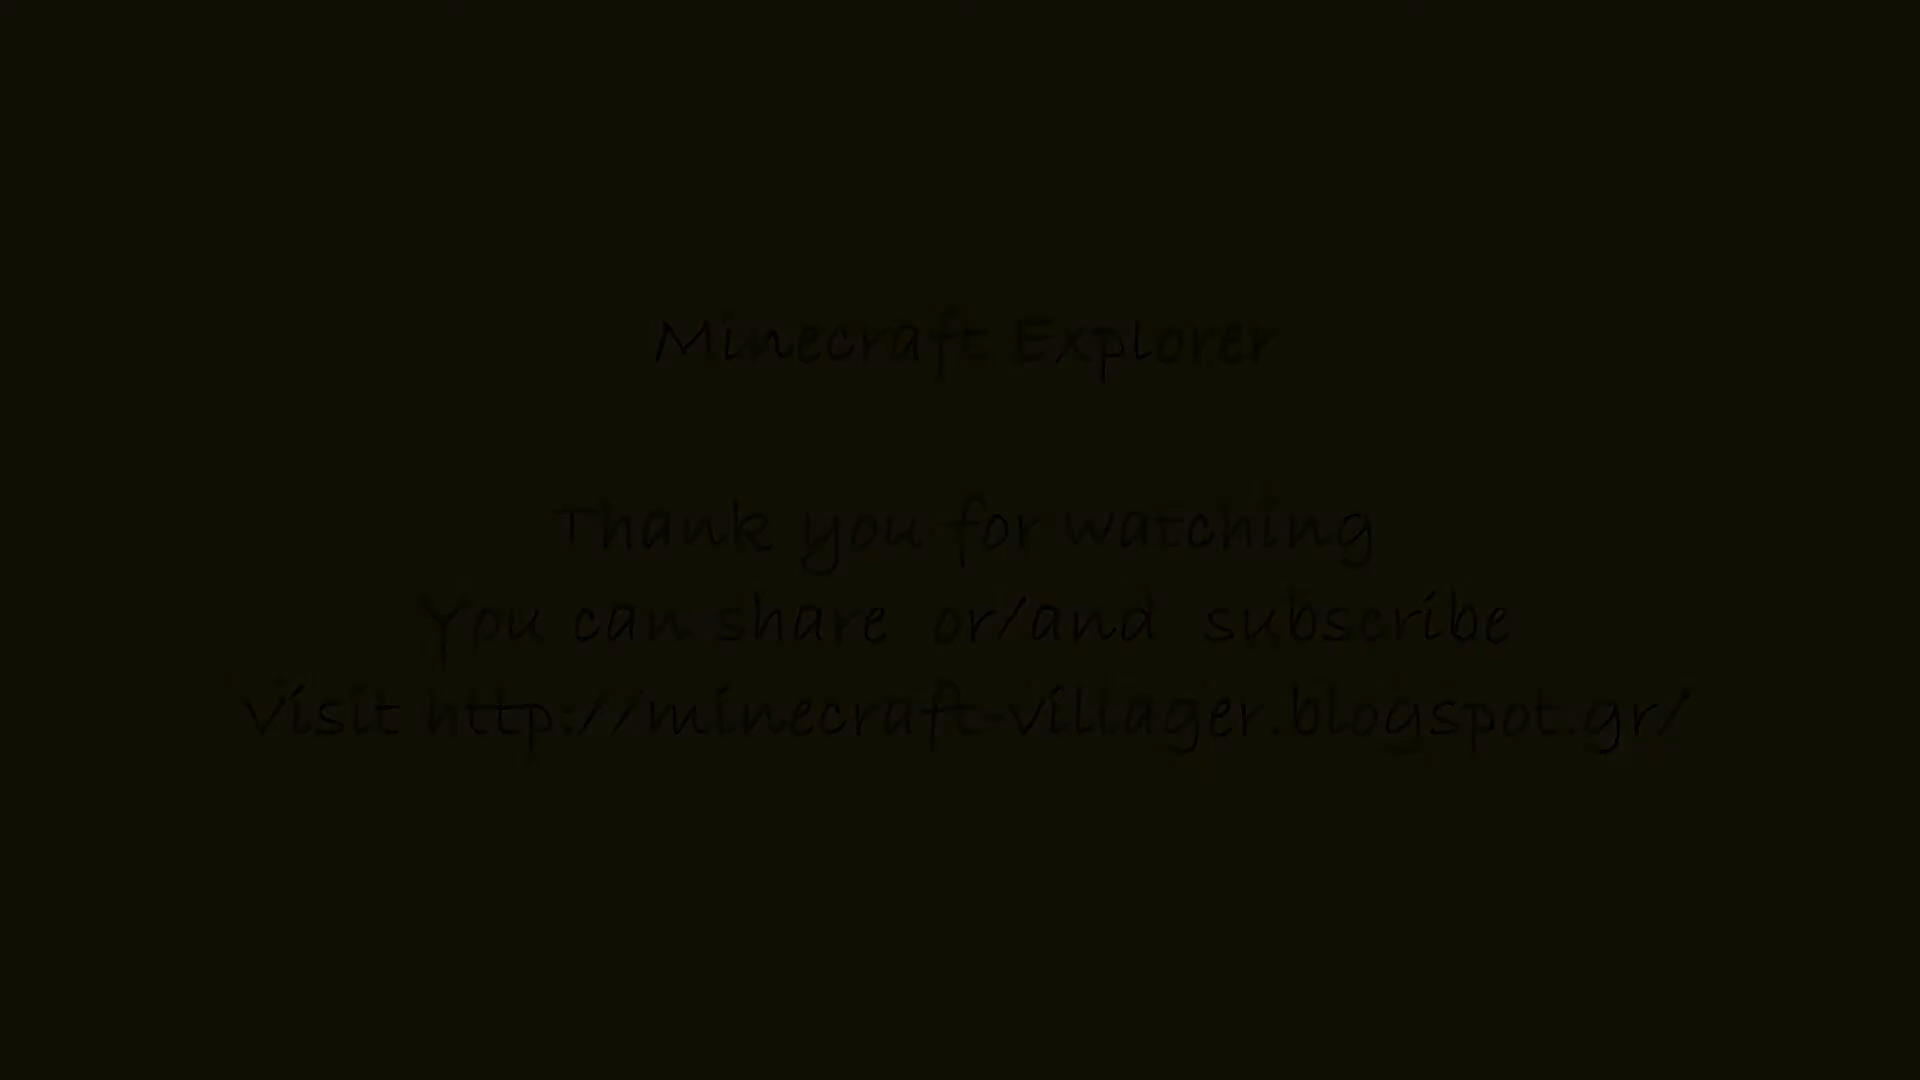 Minecraft Explorer
Thank you for watching
You can share or/and subscribe
Visit http://minecraft-villager.blogspot.gr/